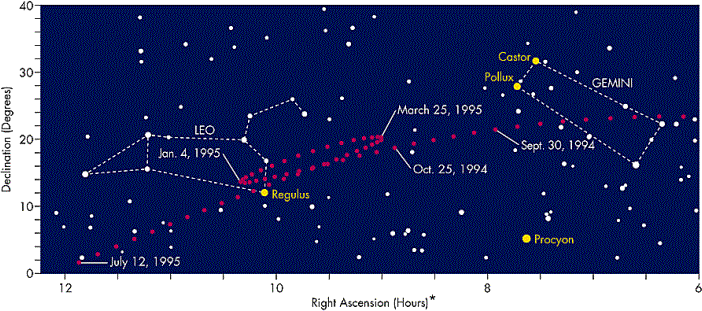 40
30
20
10
0
Declination (Degrees)
Castor
Pollux
GEMINI
LEO
March 25, 1995
Jan. 4, 1995
Sept. 30, 1994
Oct. 25, 1994
Regulus
Procyon
July 12, 1995
12 10 8 6
Right Ascension (Hours)*